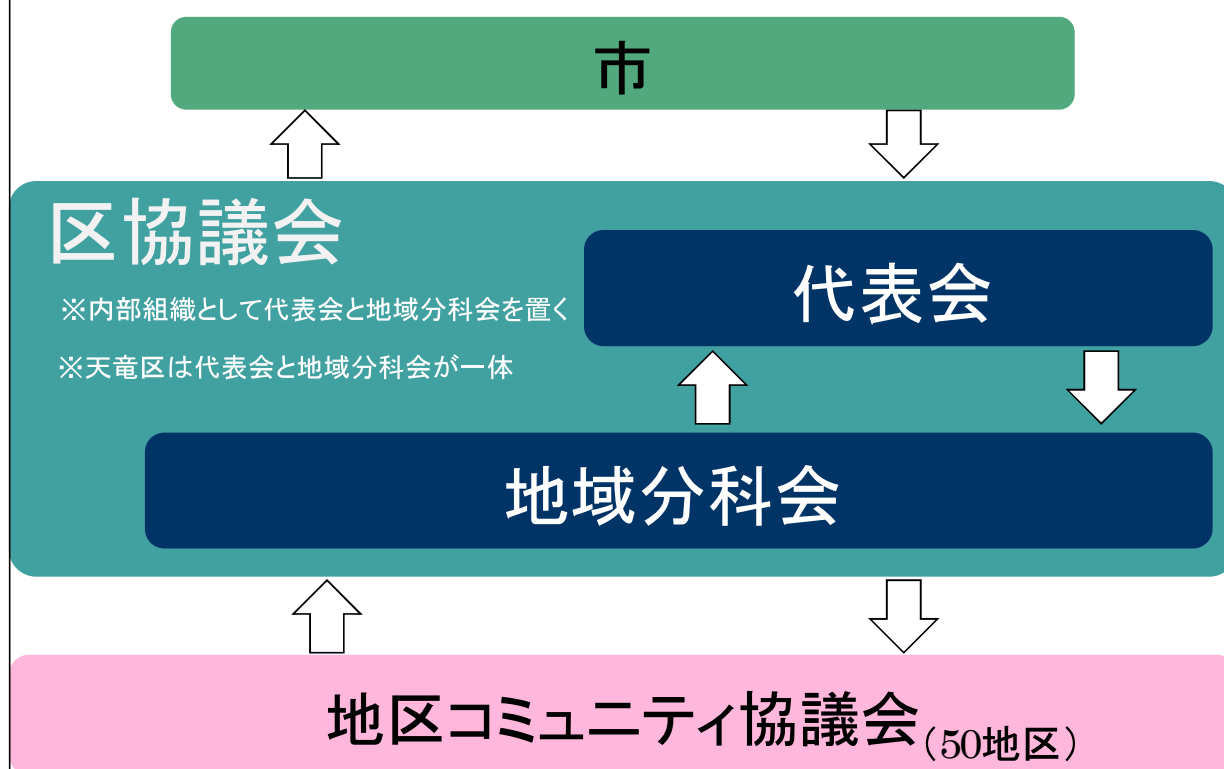 市
区協議会
代表会
※内部組織として代表会と地域分科会を置く
※天竜区は代表会と地域分科会が一体
地域分科会
地区コミュニティ協議会(50地区)